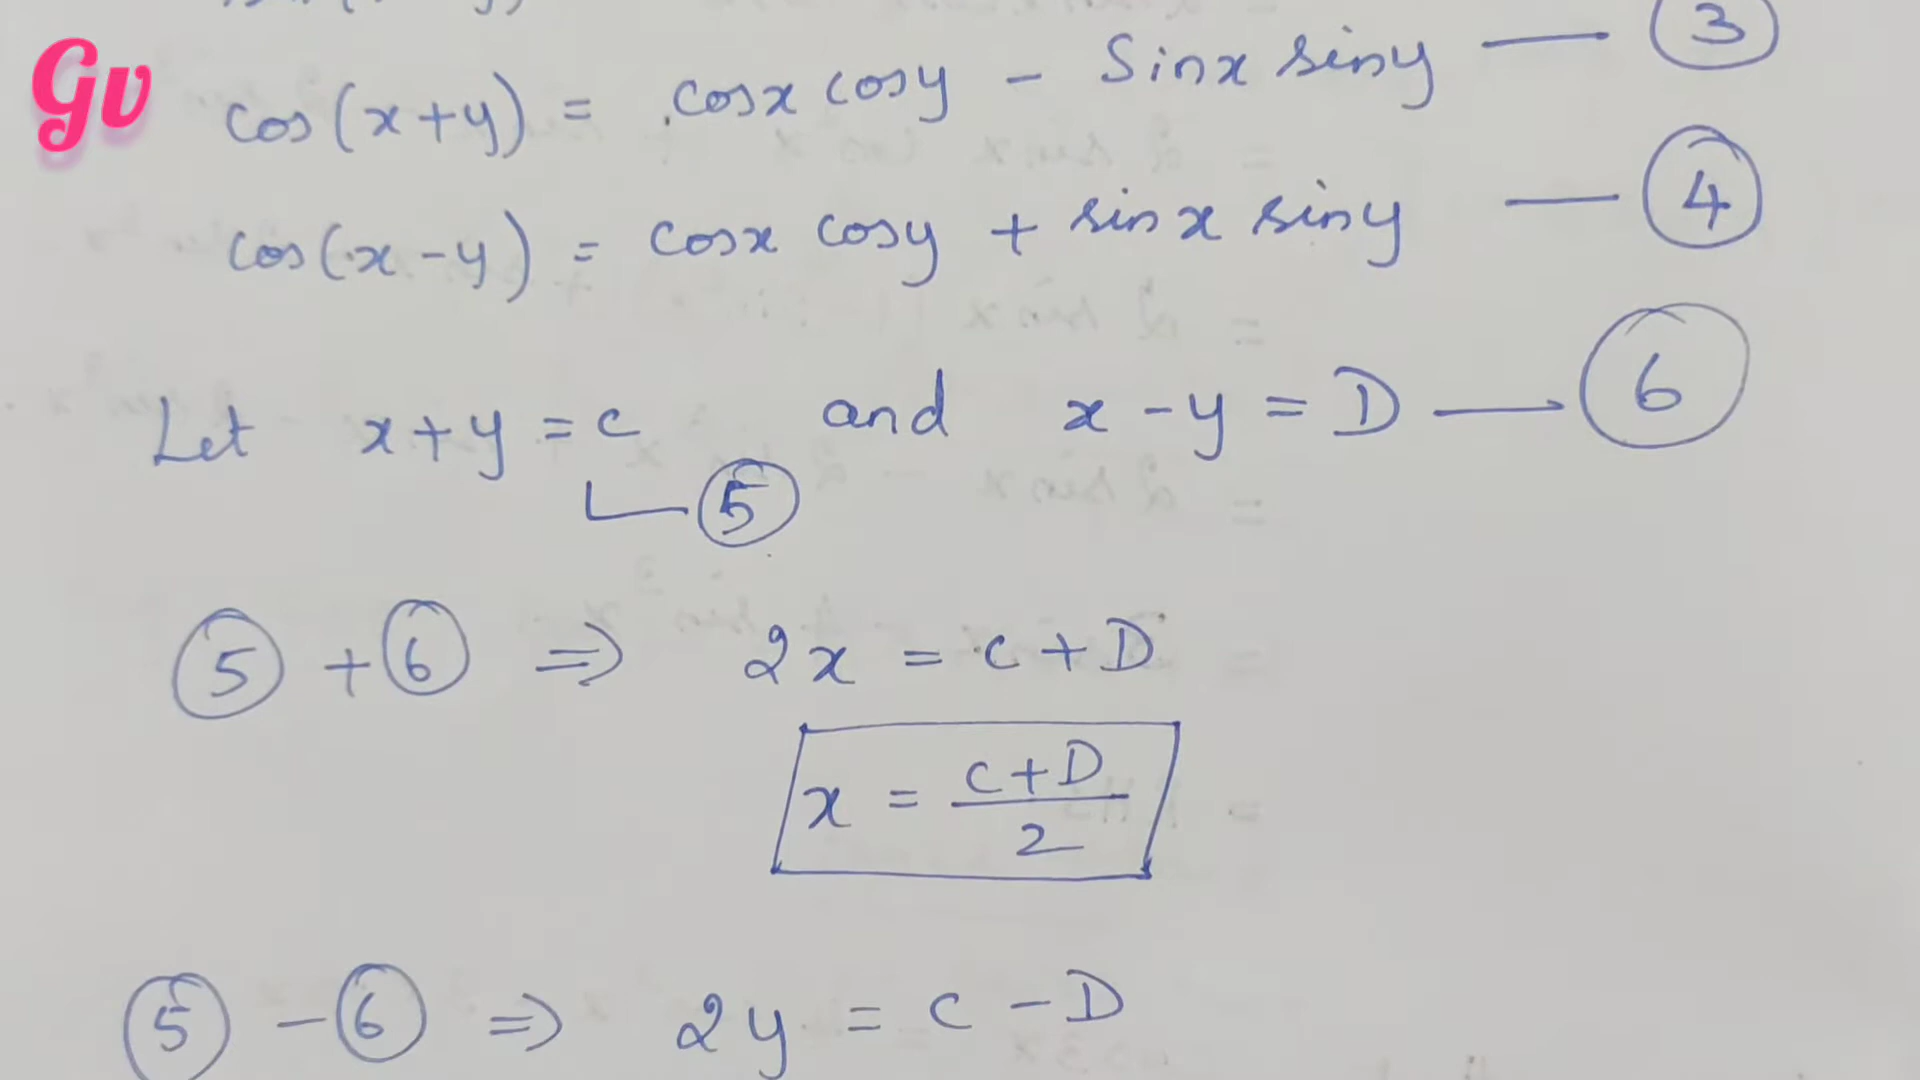 Gv
cos(x+y) = cosx cosy - Sinx siny — 3
cos(x-y) = cosx cosy + sinx siny — 4
Let x+y = c and x-y = D — 6
5
5 + 6 ⇒ 2x = c+D
x = c+D
2
5 - 6 ⇒ 2y = c-D